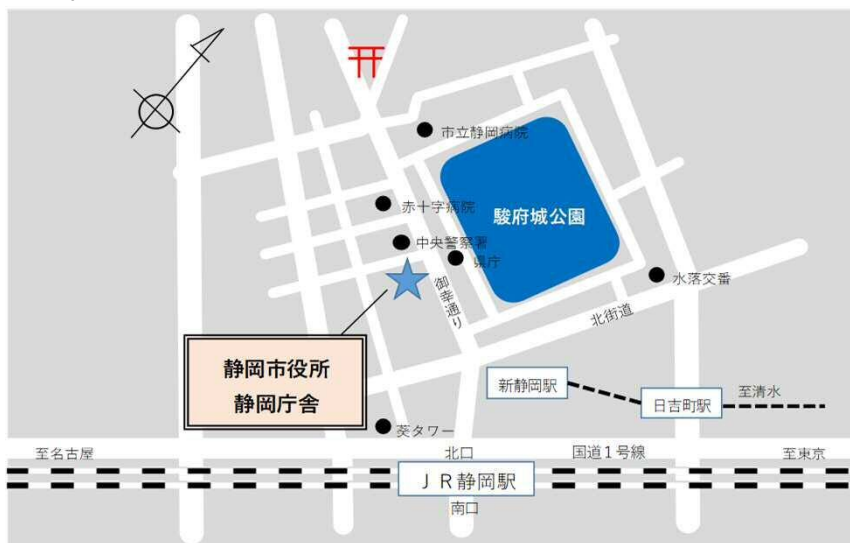 市立静岡病院
赤十字病院
駿府城公園
中央警察署
県庁
水落交番
御幸通り
北街道
静岡市役所
静岡庁舎
新静岡駅
日吉町駅
至清水
葵タワー
至名古屋
北口
国道1号線
至東京
JR静岡駅
南口